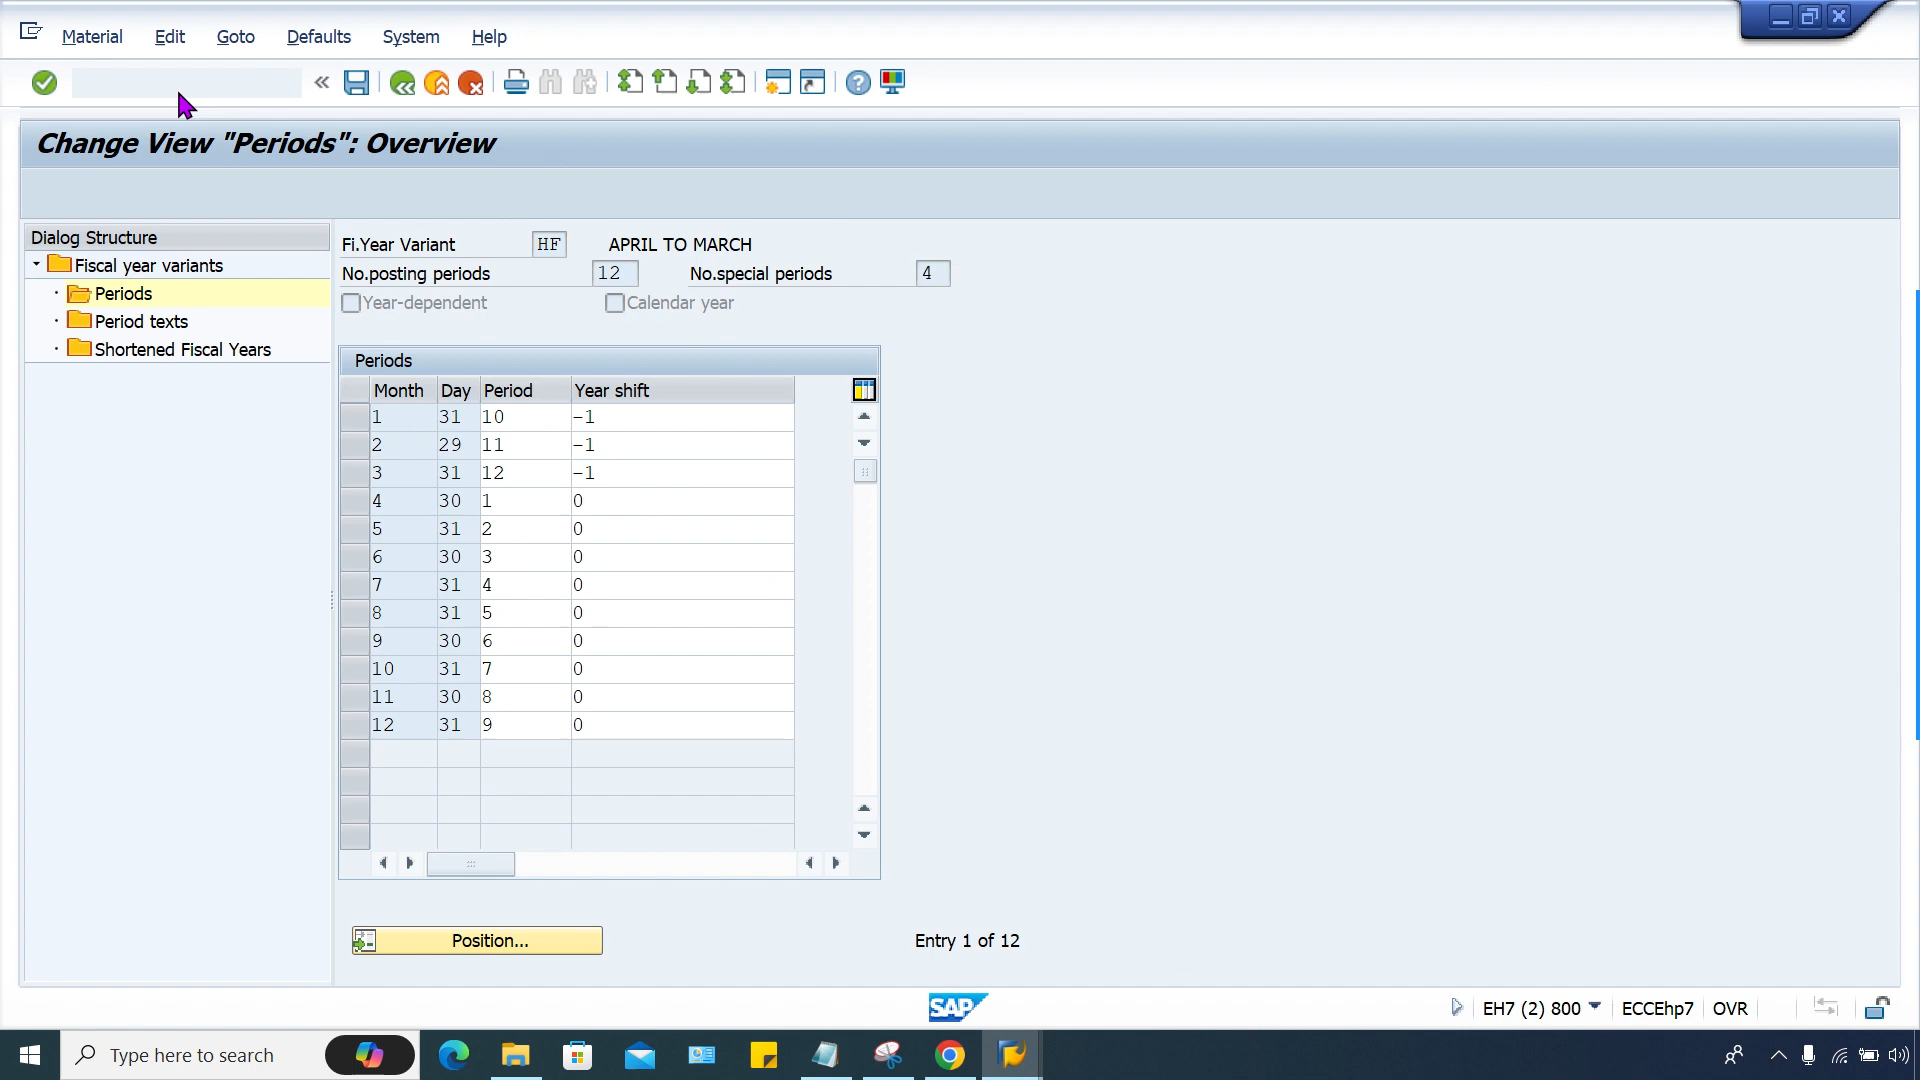 Material Edit Goto Defaults System Help
Change View "Periods": Overview
Dialog Structure
Fiscal year variants
Periods
Period texts
Shortened Fiscal Years
Fi.Year Variant HF APRIL TO MARCH
No.posting periods 12 No.special periods 4
Year-dependent Calendar year
Periods
Month Day Period Year shift
1 31 10 -1
2 29 11 -1
3 31 12 -1
4 30 1 0
5 31 2 0
6 30 3 0
7 31 4 0
8 31 5 0
9 30 6 0
10 31 7 0
11 30 8 0
12 31 9 0
Position... Entry 1 of 12
SAP EH7 (2) 800 ECCEhp7 OVR
Type here to search